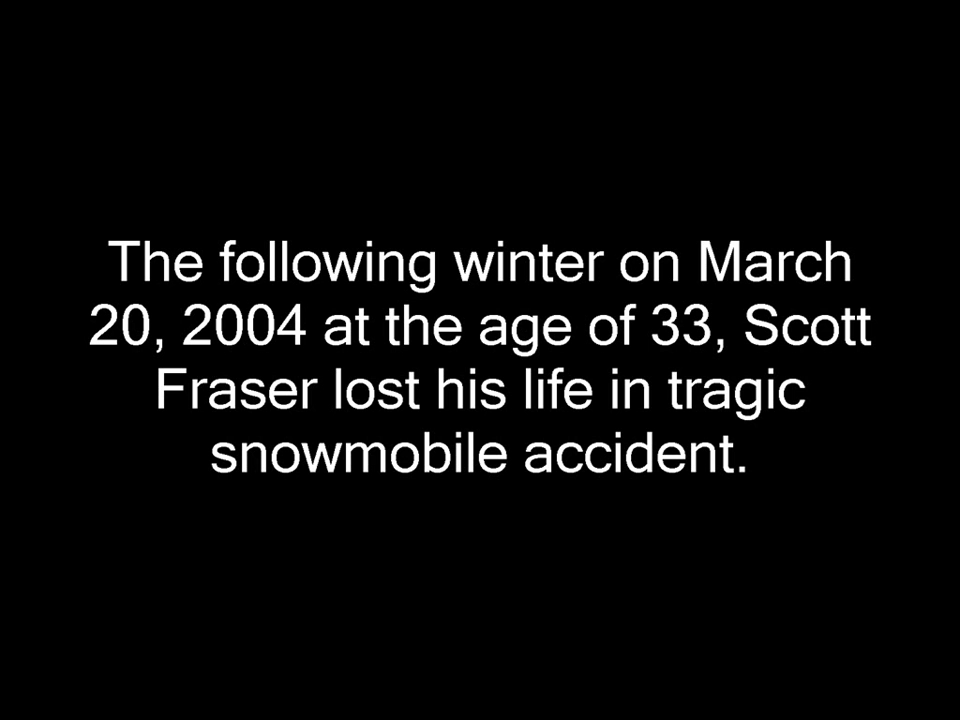 The following winter on March
20, 2004 at the age of 33, Scott
Fraser lost his life in tragic
snowmobile accident.